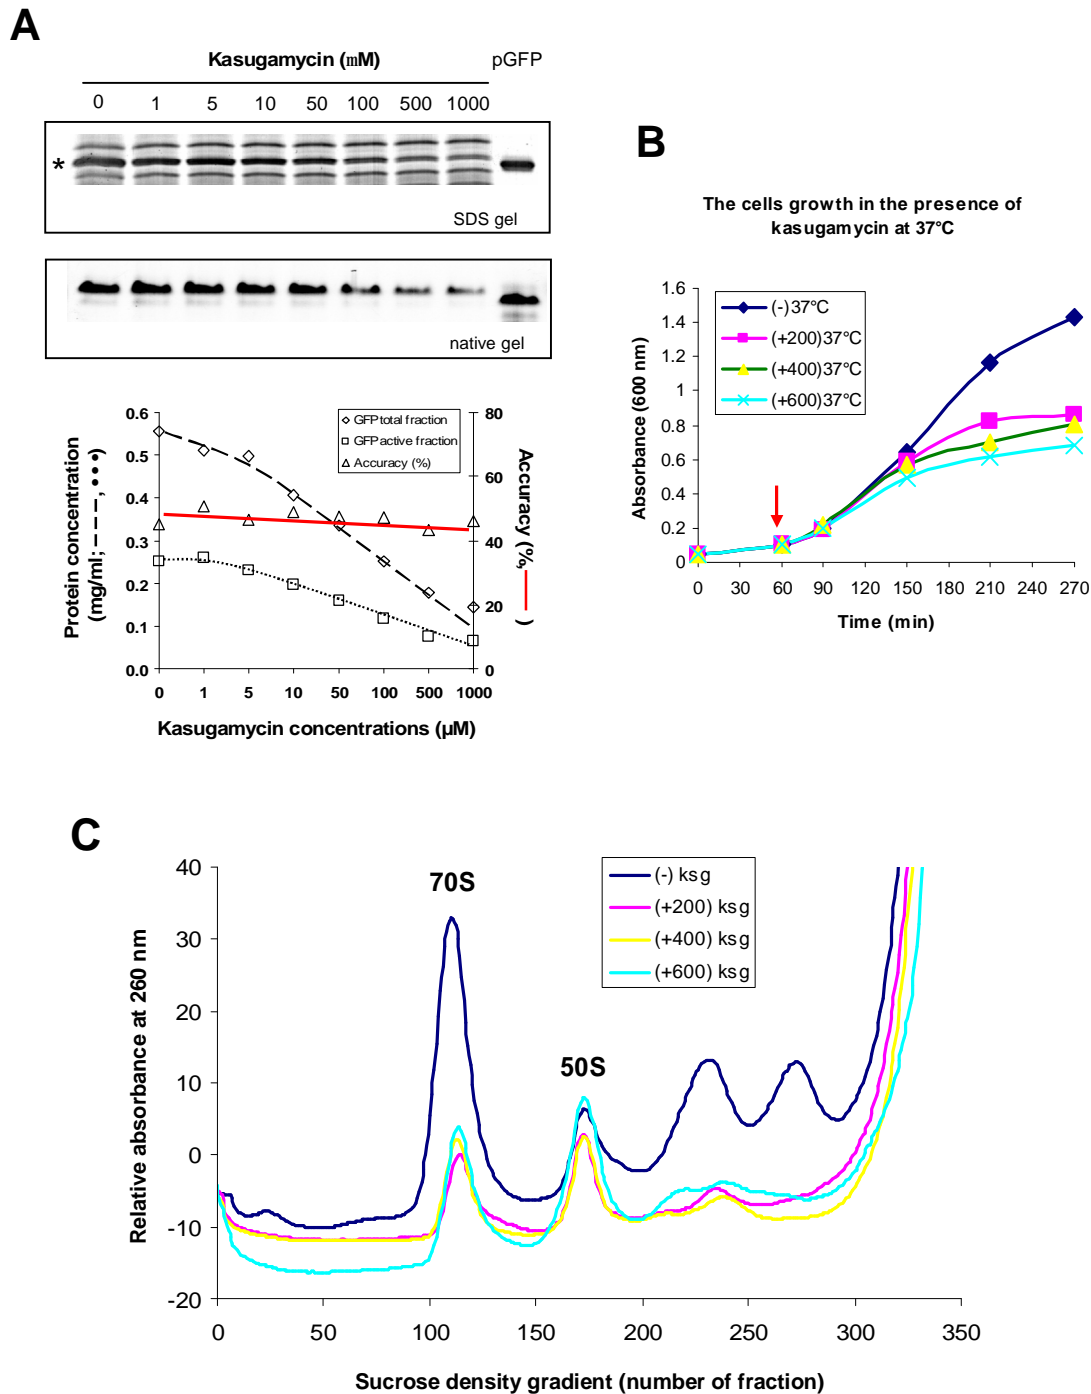 A
Kasugamycin (mM)
pGFP
0 1 5 10 50 100 500 1000
*
SDS gel
native gel
GFP total fraction
GFP active fraction
Accuracy (%)
Protein concentration
(mg/ml; – – –, •••)
0.6
0.5
0.4
0.3
0.2
0.1
0.0
80
60
40
20
0
Accuracy (%, —)
0 1 5 10 50 100 500 1000
Kasugamycin concentrations (µM)
B
The cells growth in the presence of
kasugamycin at 37°C
Absorbance (600 nm)
1.6
1.4
1.2
1
0.8
0.6
0.4
0.2
0
(-)37°C
(+200)37°C
(+400)37°C
(+600)37°C
0 30 60 90 120 150 180 210 240 270
Time (min)
C
Relative absorbance at 260 nm
40
30
20
10
0
-10
-20
70S
50S
(-) ksg
(+200) ksg
(+400) ksg
(+600) ksg
0 50 100 150 200 250 300 350
Sucrose density gradient (number of fraction)